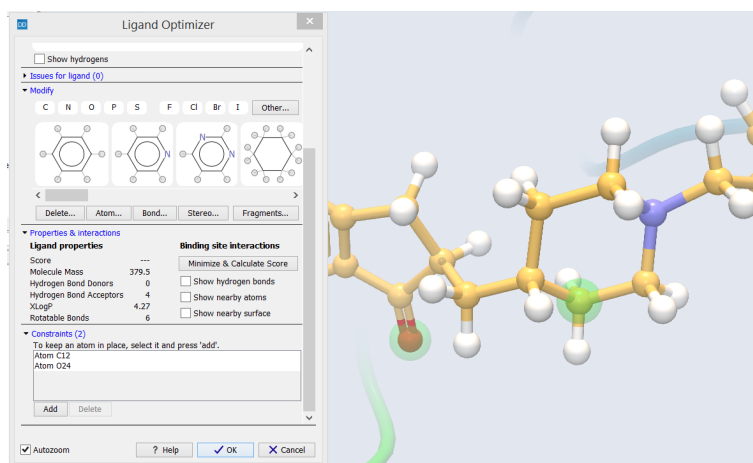 Ligand Optimizer
Show hydrogens
Issues for ligand (0)
Modify
C N O P S F Cl Br I Other...
N N N
Delete... Atom... Bond... Stereo... Fragments...
Properties & interactions
Ligand properties Binding site interactions
Score --- Minimize & Calculate Score
Molecule Mass 379.5
Hydrogen Bond Donors 0 Show hydrogen bonds
Hydrogen Bond Acceptors 4 Show nearby atoms
XLogP 4.27 Show nearby surface
Rotatable Bonds 6
Constraints (2)
To keep an atom in place, select it and press 'add'.
Atom C12
Atom O24
Add Delete
Autozoom ? Help OK Cancel